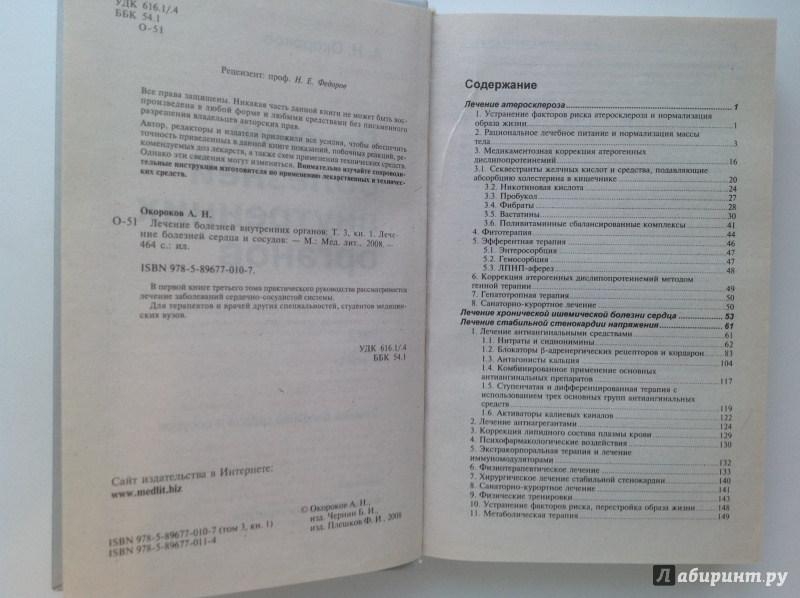 УДК 616.1/.4
ББК 54.1
О-51
Рецензент: проф. Н. Е. Федоров
Все права защищены. Никакая часть данной книги не может быть вос-
произведена в любой форме и любыми средствами без письменного
разрешения владельцев авторских прав.
Автор, редакторы и издатели приложили все усилия, чтобы обеспечить
точность приведенных в данной книге показаний, побочных реакций, ре-
комендуемых доз лекарств, а также схем применения технических средств.
Однако эти сведения могут изменяться. Внимательно изучайте сопроводи-
тельные инструкции изготовителя по применению лекарственных и техничес-
ких средств.
Окороков А. Н.
О-51 Лечение болезней внутренних органов: Т. 3, кн. 1. Лече-
ние болезней сердца и сосудов: – М.: Мед. лит., 2008. –
464 с.: ил.
ISBN 978-5-89677-010-7.
В первой книге третьего тома практического руководства рассматривается
лечение заболеваний сердечно-сосудистой системы.
Для терапевтов и врачей других специальностей, студентов медицин-
ских вузов.
УДК 616.1/.4
ББК 54.1
Сайт издательства в Интернете:
www.medlit.biz
© Окороков А. Н.,
изд. Чернин Б. И.,
изд. Плешков Ф. И., 2008
ISBN 978-5-89677-010-7 (том 3, кн. 1)
ISBN 978-5-89677-011-4
Содержание
Лечение атеросклероза 1
1. Устранение факторов риска атеросклероза и нормализация
образа жизни 1
2. Рациональное лечебное питание и нормализация массы
тела 3
3. Медикаментозная коррекция атерогенных
дислипопротеинемий 16
3.1. Секвестранты желчных кислот и средства, подавляющие
абсорбцию холестерина в кишечнике 20
3.2. Никотиновая кислота 24
3.3. Пробукол 27
3.4. Фибраты 28
3.5. Вастатины 31
3.6. Поливитаминные сбалансированные комплексы 41
4. Фитотерапия 44
5. Эфферентная терапия 46
5.1. Энтеросорбция 47
5.2. Гемосорбция 47
5.3. ЛПНП-аферез 48
6. Коррекция атерогенных дислипопротеинемий методом
генной терапии 49
7. Гепатотропная терапия 50
8. Санаторно-курортное лечение 50
Лечение хронической ишемической болезни сердца 53
Лечение стабильной стенокардии напряжения 61
1. Лечение антиангинальными средствами 61
1.1. Нитраты и сиднонимины 62
1.2. Блокаторы β-адренергических рецепторов и кордарон 83
1.3. Антагонисты кальция 104
1.4. Комбинированное применение основных
антиангинальных препаратов 117
1.5. Ступенчатая и дифференцированная терапия с
использованием трех основных групп антиангинальных
средств 119
1.6. Активаторы калиевых каналов 122
2. Лечение антиагрегантами 124
3. Коррекция липидного состава плазмы крови 129
4. Психофармакологические воздействия 130
5. Экстракорпоральная терапия и лечение
иммуномодуляторами 132
6. Физиотерапевтическое лечение 133
7. Хирургическое лечение стабильной стенокардии 140
8. Санаторно-курортное лечение 141
9. Физические тренировки 143
10. Устранение факторов риска, перестройка образа жизни 148
11. Метаболическая терапия 149
Лабиринт.ру